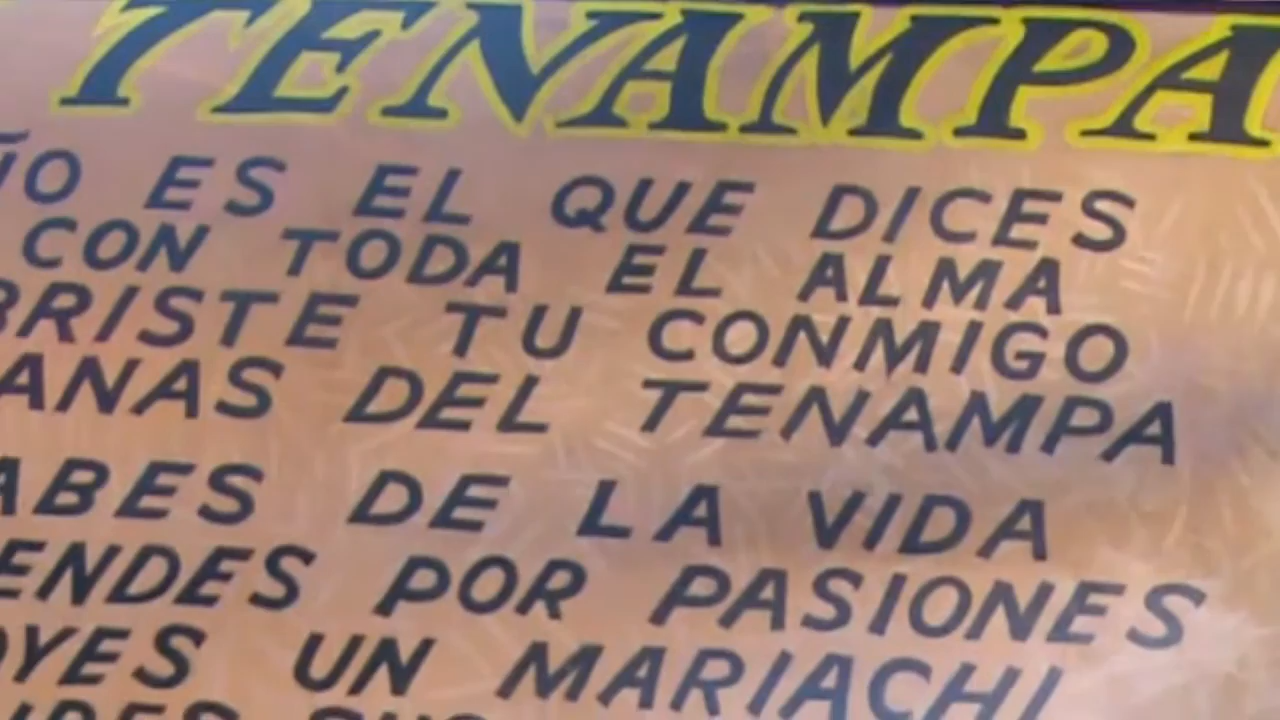 TENAMPA
ES EL QUE DICES
CON TODA EL ALMA
TU CONMIGO
DEL TENAMPA
DE LA VIDA
POR PASIONES
UN MARIACHI